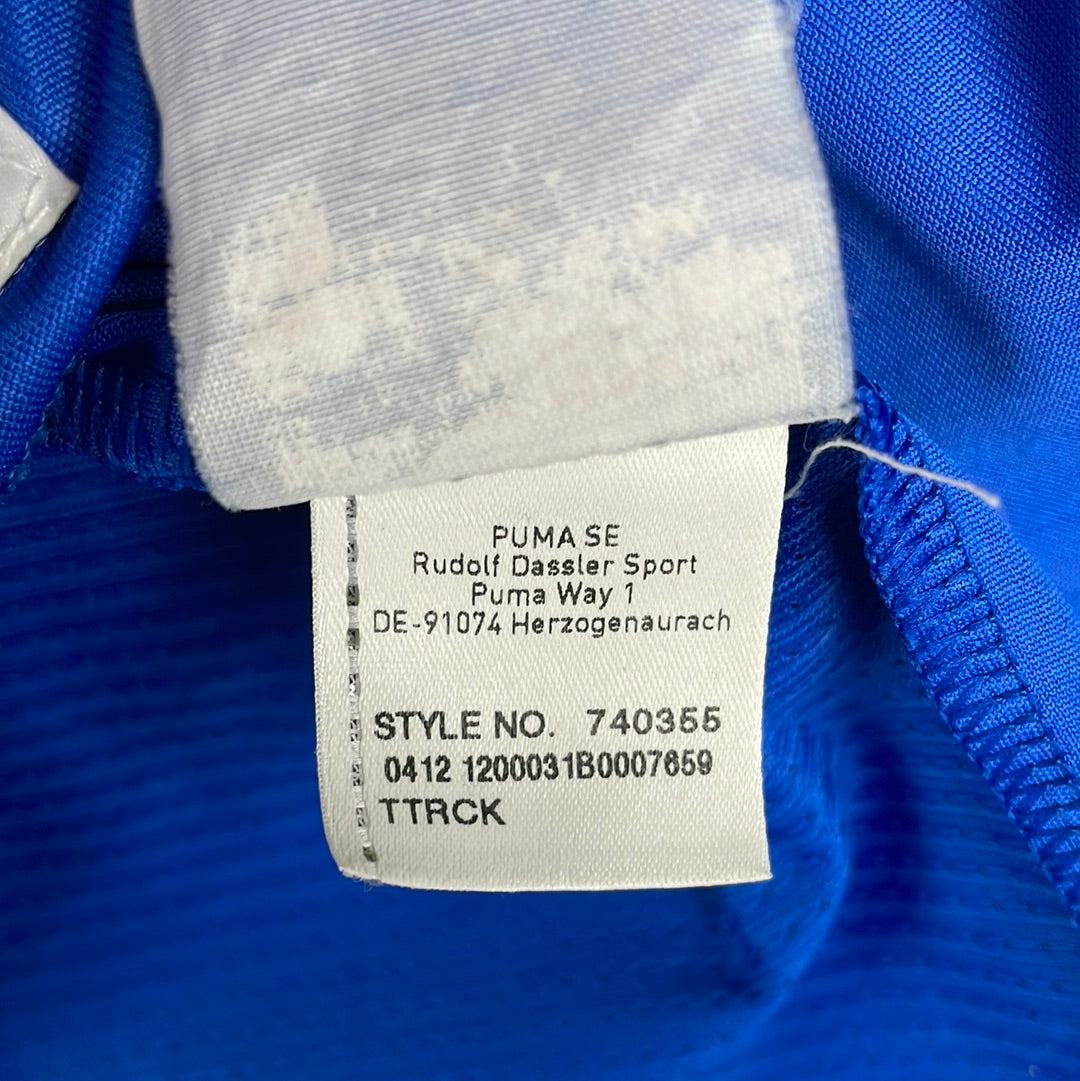 PUMA SE
Rudolf Dassler Sport
Puma Way 1
DE-91074 Herzogenaurach
STYLE NO. 740355
0412 1200031B0007659
TTRCK